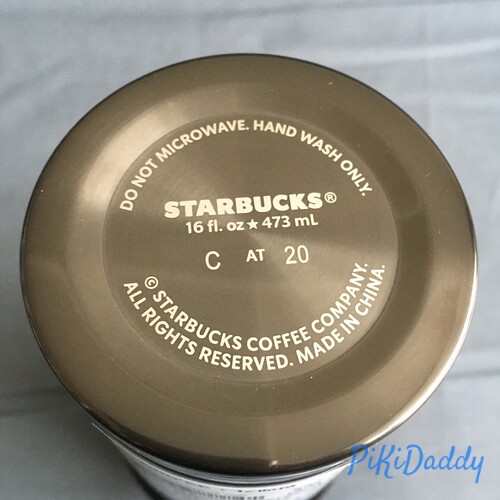 DO NOT MICROWAVE. HAND WASH ONLY.
STARBUCKS®
16 fl. oz ★ 473 mL
C AT 20
© STARBUCKS COFFEE COMPANY.
ALL RIGHTS RESERVED. MADE IN CHINA.
PiKiDaddy